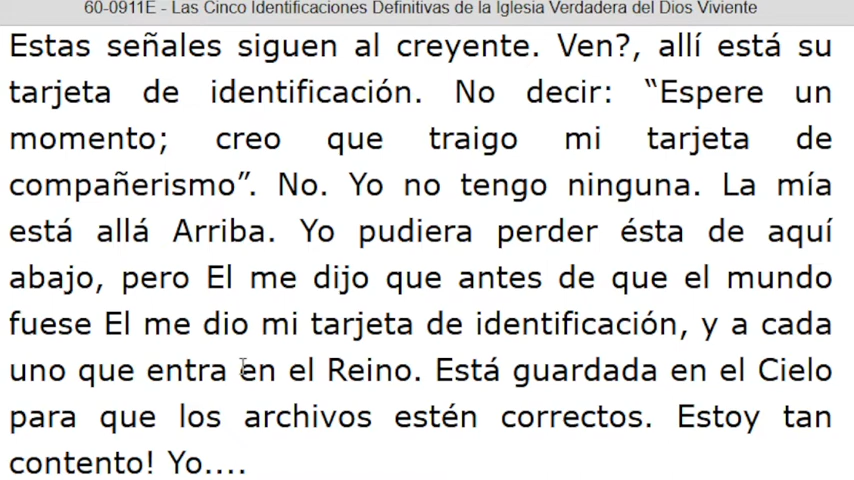 60-0911E - Las Cinco Identificaciones Definitivas de la Iglesia Verdadera del Dios Viviente
Estas señales siguen al creyente. Ven?, allí está su
tarjeta de identificación. No decir: “Espere un
momento; creo que traigo mi tarjeta de
compañerismo”. No. Yo no tengo ninguna. La mía
está allá Arriba. Yo pudiera perder ésta de aquí
abajo, pero El me dijo que antes de que el mundo
fuese El me dio mi tarjeta de identificación, y a cada
uno que entra en el Reino. Está guardada en el Cielo
para que los archivos estén correctos. Estoy tan
contento! Yo....